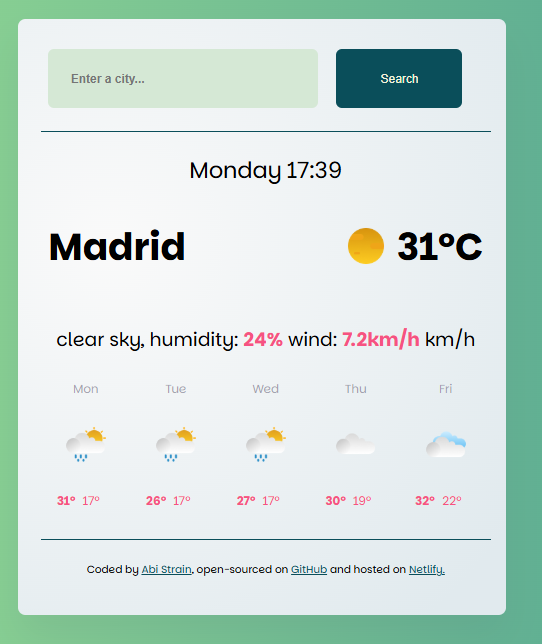 Enter a city...
Search
Monday 17:39
Madrid 31°C
clear sky, humidity: 24% wind: 7.2km/h km/h
Mon Tue Wed Thu Fri
31° 17° 26° 17° 27° 17° 30° 19° 32° 22°
Coded by Abi Strain, open-sourced on GitHub and hosted on Netlify.